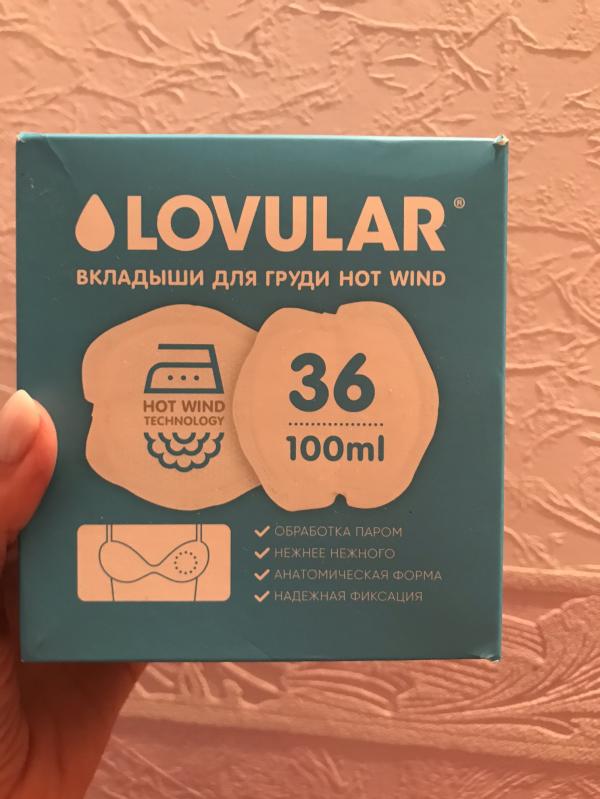 LOVULAR®
ВКЛАДЫШИ ДЛЯ ГРУДИ HOT WIND
HOT WIND
TECHNOLOGY
36
100ml
ОБРАБОТКА ПАРОМ
НЕЖНЕЕ НЕЖНОГО
АНАТОМИЧЕСКАЯ ФОРМА
НАДЕЖНАЯ ФИКСАЦИЯ